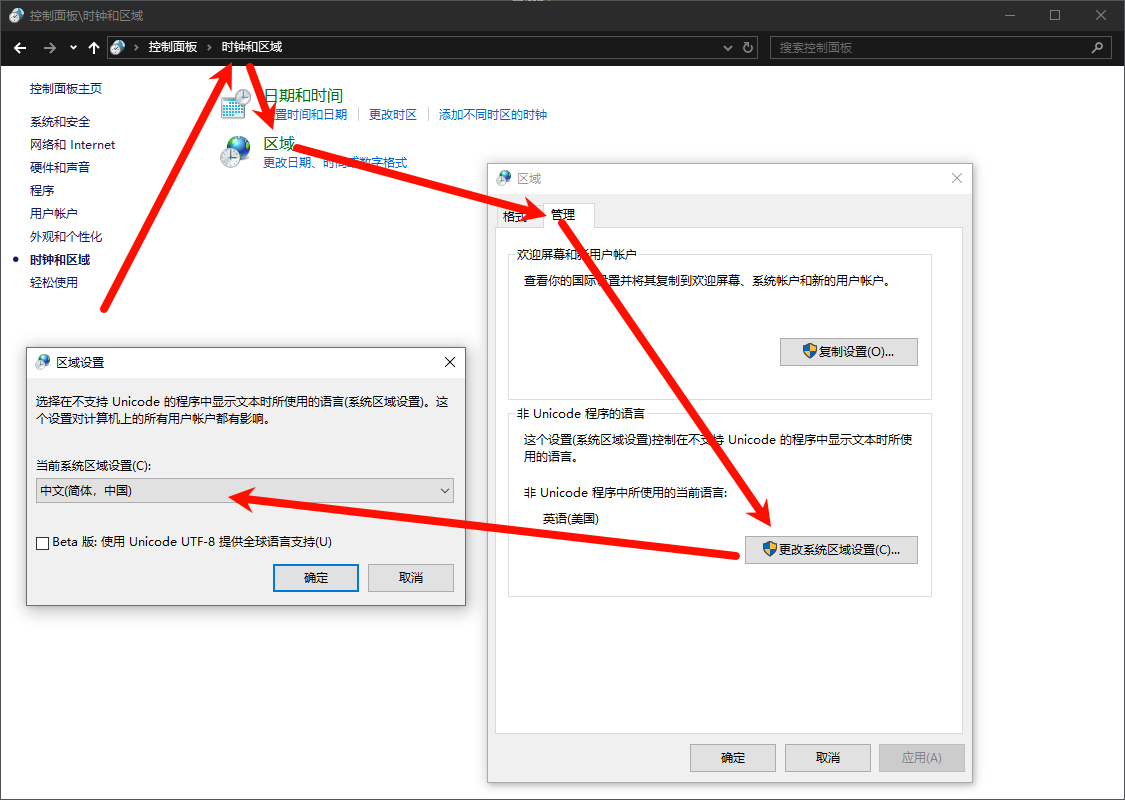 控制面板\时钟和区域
控制面板 › 时钟和区域
搜索控制面板
控制面板主页
系统和安全
网络和 Internet
硬件和声音
程序
用户帐户
外观和个性化
时钟和区域
轻松使用
日期和时间
设置时间和日期
更改时区
添加不同时区的时钟
区域
更改日期、时间或数字格式
区域
格式
管理
欢迎屏幕和新用户帐户
查看你的国际设置并将其复制到欢迎屏幕、系统帐户和新的用户帐户。
复制设置(O)...
非 Unicode 程序的语言
这个设置(系统区域设置)控制在不支持 Unicode 的程序中显示文本时所使
用的语言。
非 Unicode 程序中所使用的当前语言:
英语(美国)
更改系统区域设置(C)...
确定
取消
应用(A)
区域设置
选择在不支持 Unicode 的程序中显示文本时所使用的语言(系统区域设置)。这
个设置对计算机上的所有用户帐户都有影响。
当前系统区域设置(C):
中文(简体，中国)
Beta 版: 使用 Unicode UTF-8 提供全球语言支持(U)
确定
取消